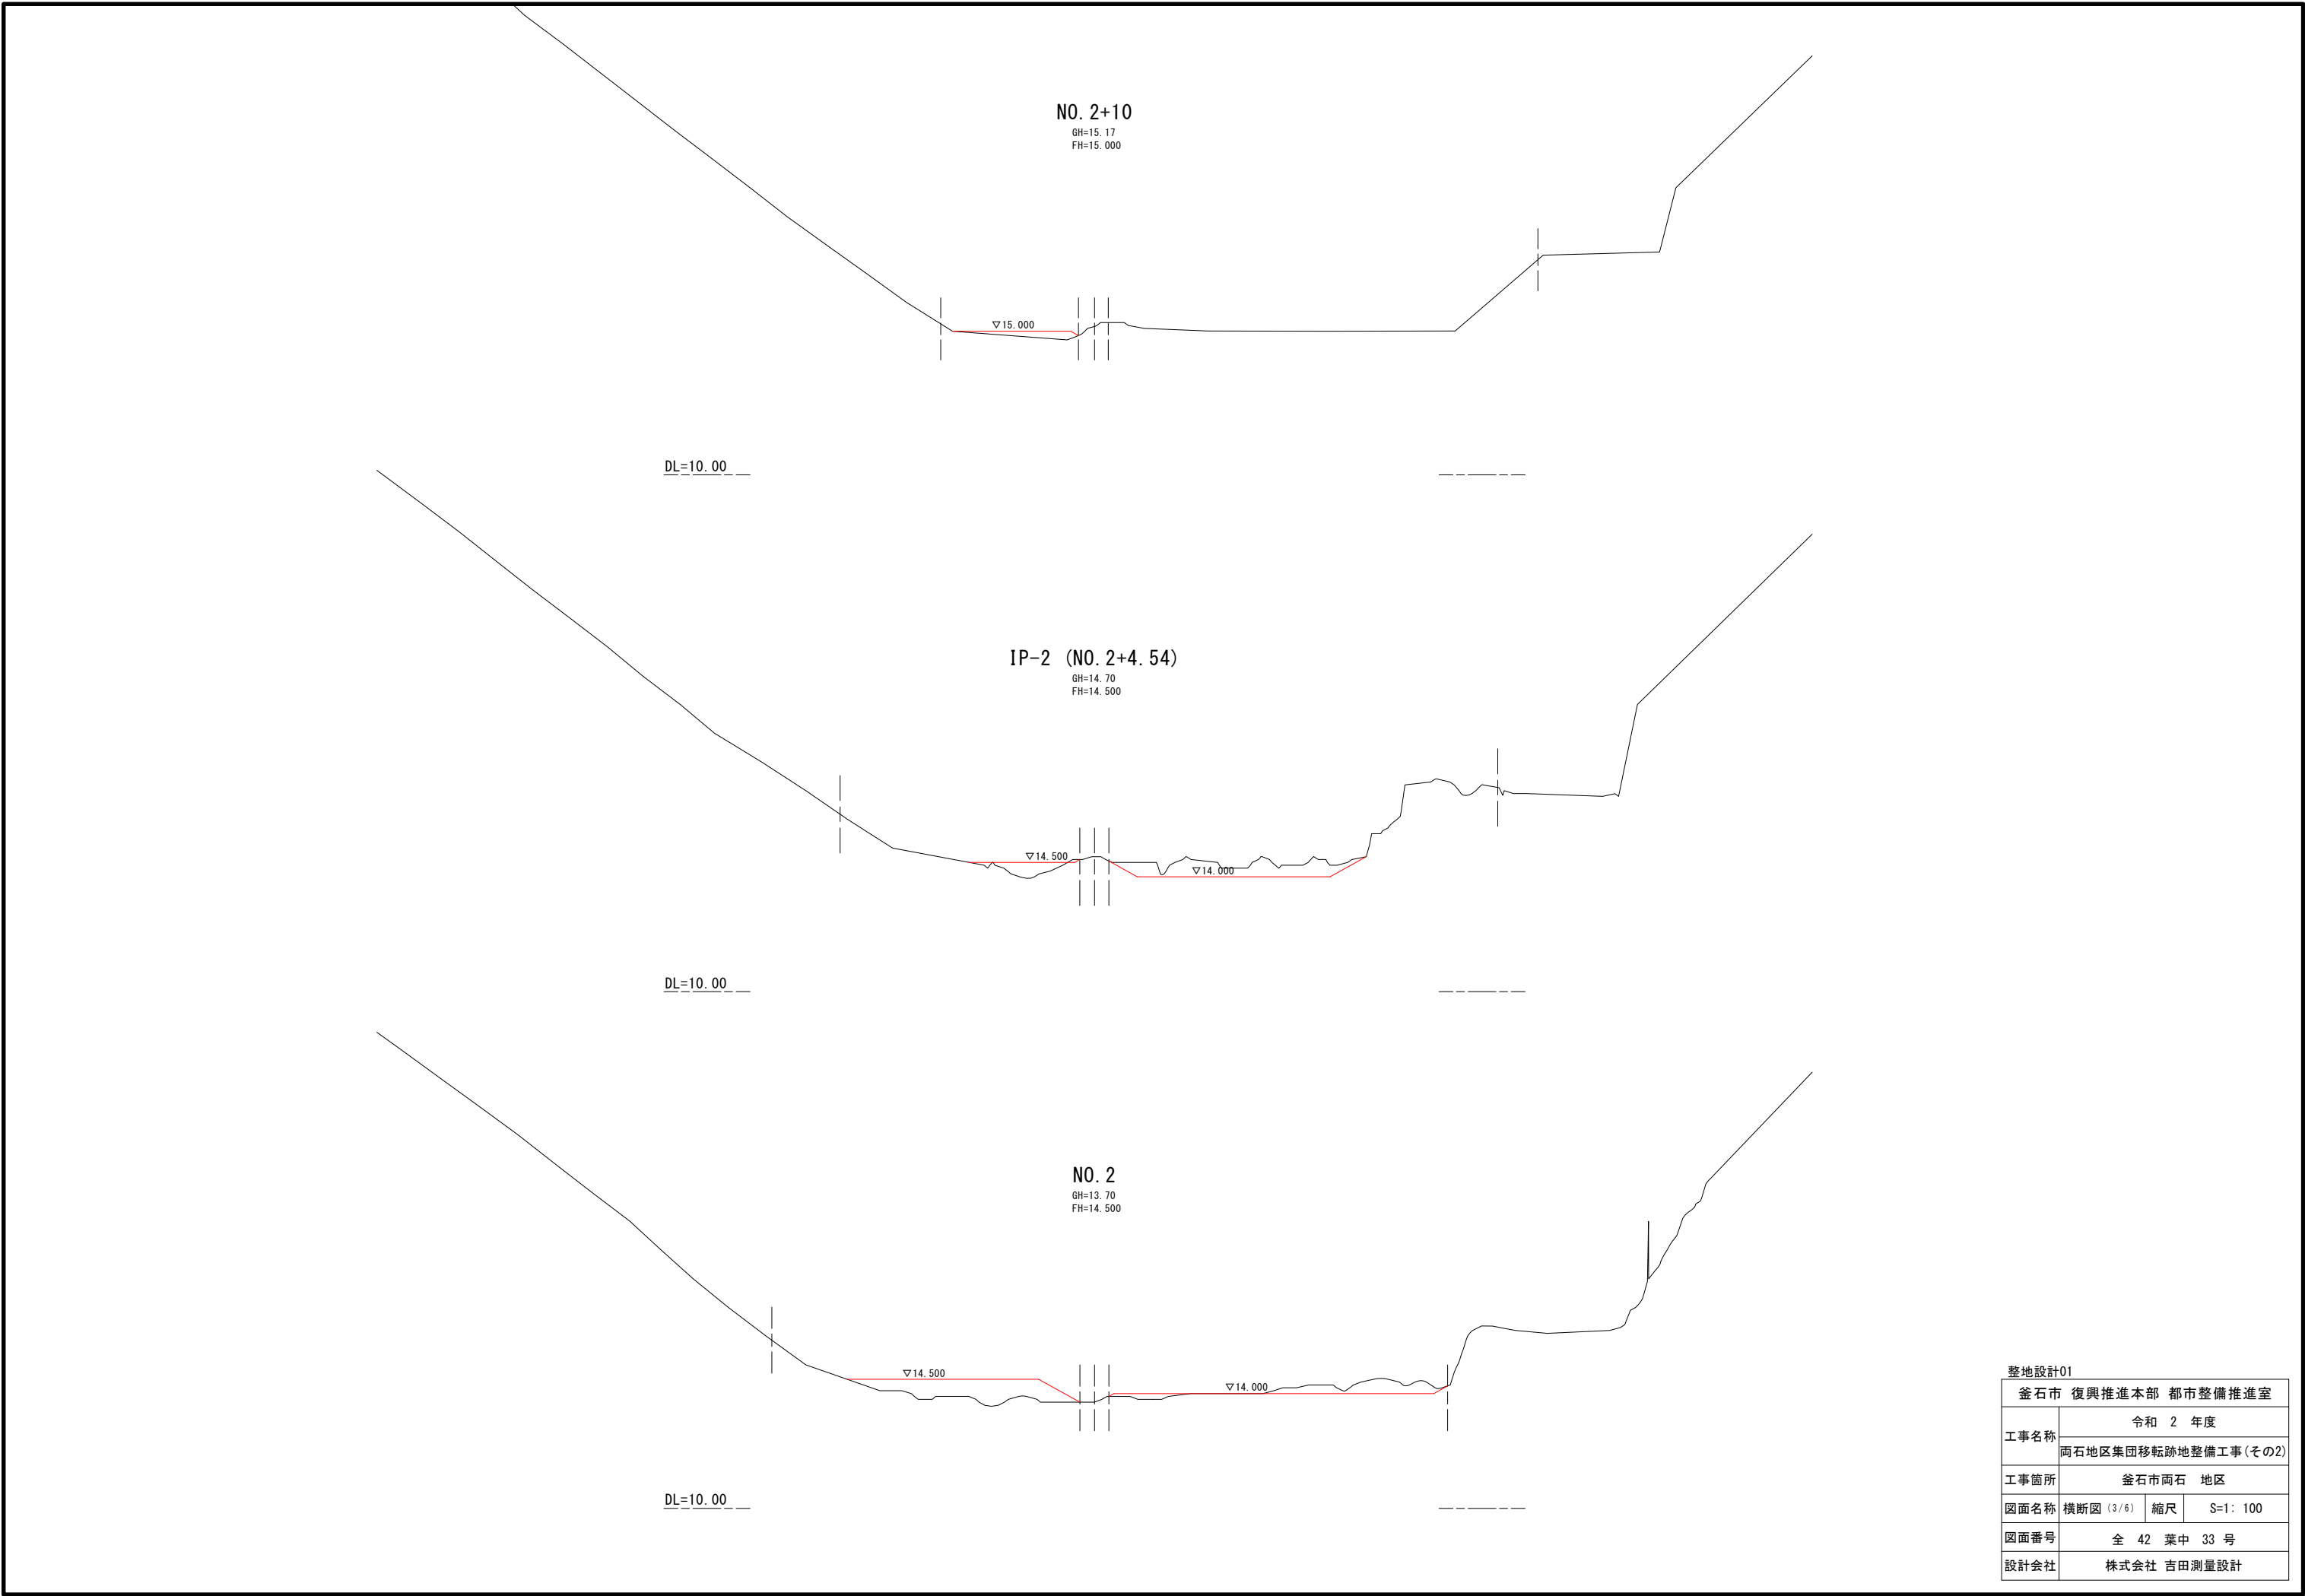 NO. 2+10
GH=15. 17
FH=15. 000
▽15. 000
DL=10. 00
IP-2 (NO. 2+4. 54)
GH=14. 70
FH=14. 500
▽14. 500
▽14. 000
DL=10. 00
NO. 2
GH=13. 70
FH=14. 500
▽14. 500
▽14. 000
DL=10. 00
整地設計01
釜石市 復興推進本部 都市整備推進室
工事名称 令和 2 年度
両石地区集団移転跡地整備工事(その2)
工事箇所 釜石市両石 地区
図面名称 横断図 (3/6) 縮尺 S=1: 100
図面番号 全 42 葉中 33 号
設計会社 株式会社 吉田測量設計